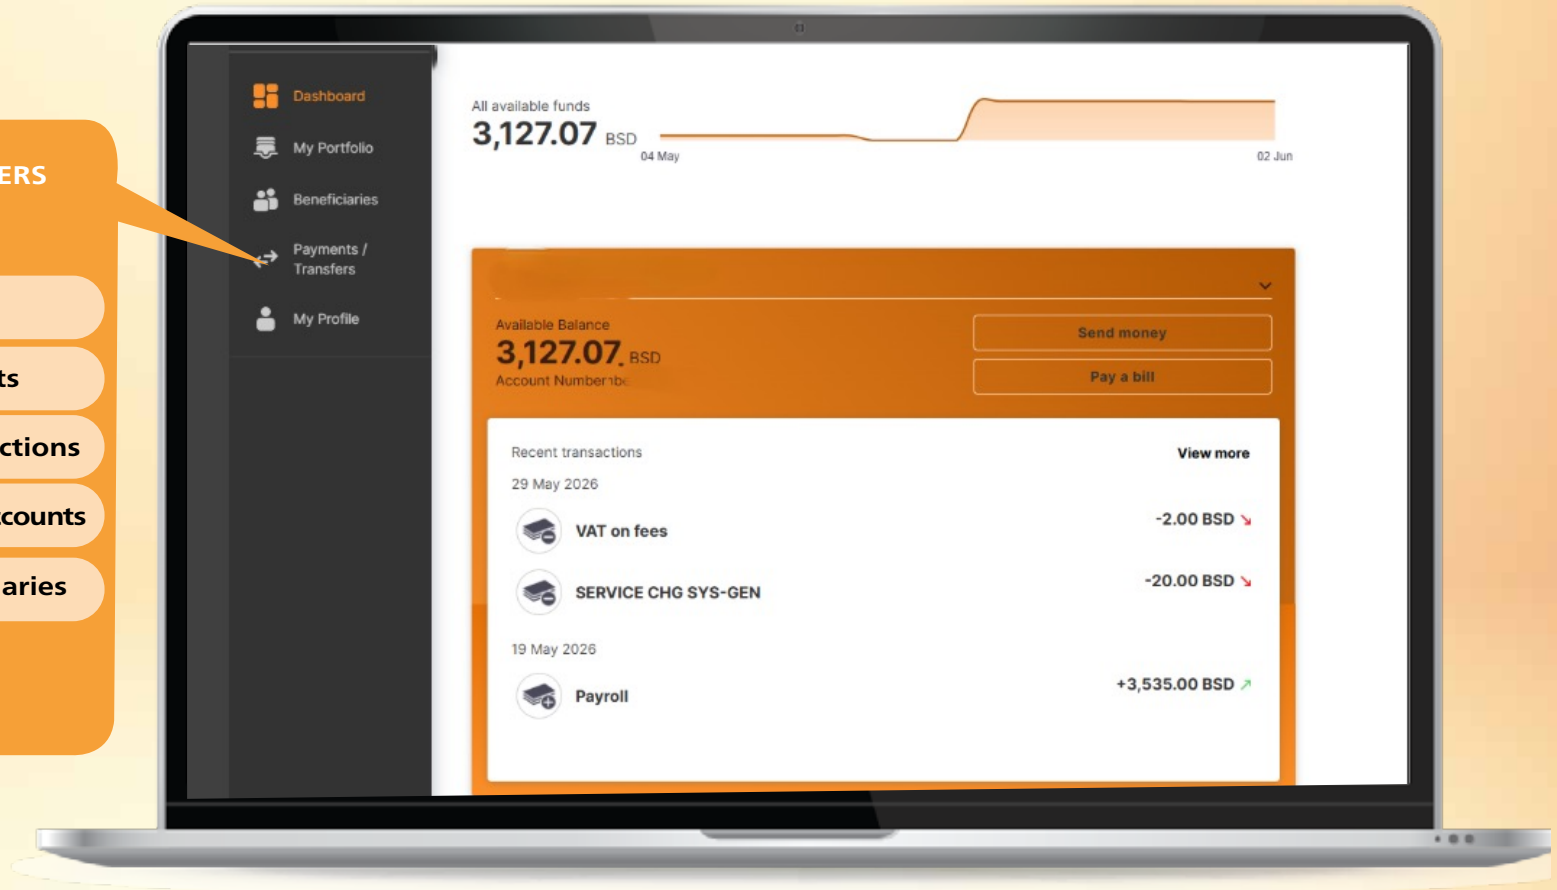 ERS
ts
ctions
counts
aries
Dashboard
My Portfolio
Beneficiaries
Payments /
Transfers
My Profile
All available funds
3,127.07 BSD
04 May
02 Jun
Available Balance
3,127.07 BSD
Account Number
Send money
Pay a bill
Recent transactions
View more
29 May 2026
VAT on fees
-2.00 BSD
SERVICE CHG SYS-GEN
-20.00 BSD
19 May 2026
Payroll
+3,535.00 BSD